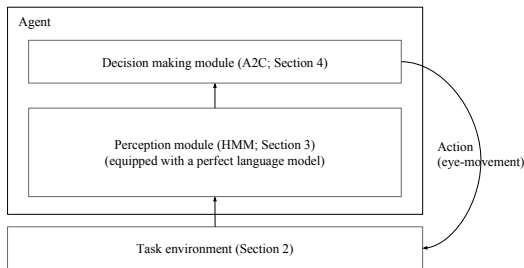 Agent
Decision making module (A2C; Section 4)
Perception module (HMM; Section 3)
(equipped with a perfect language model)
Action
(eye-movement)
Task environment (Section 2)